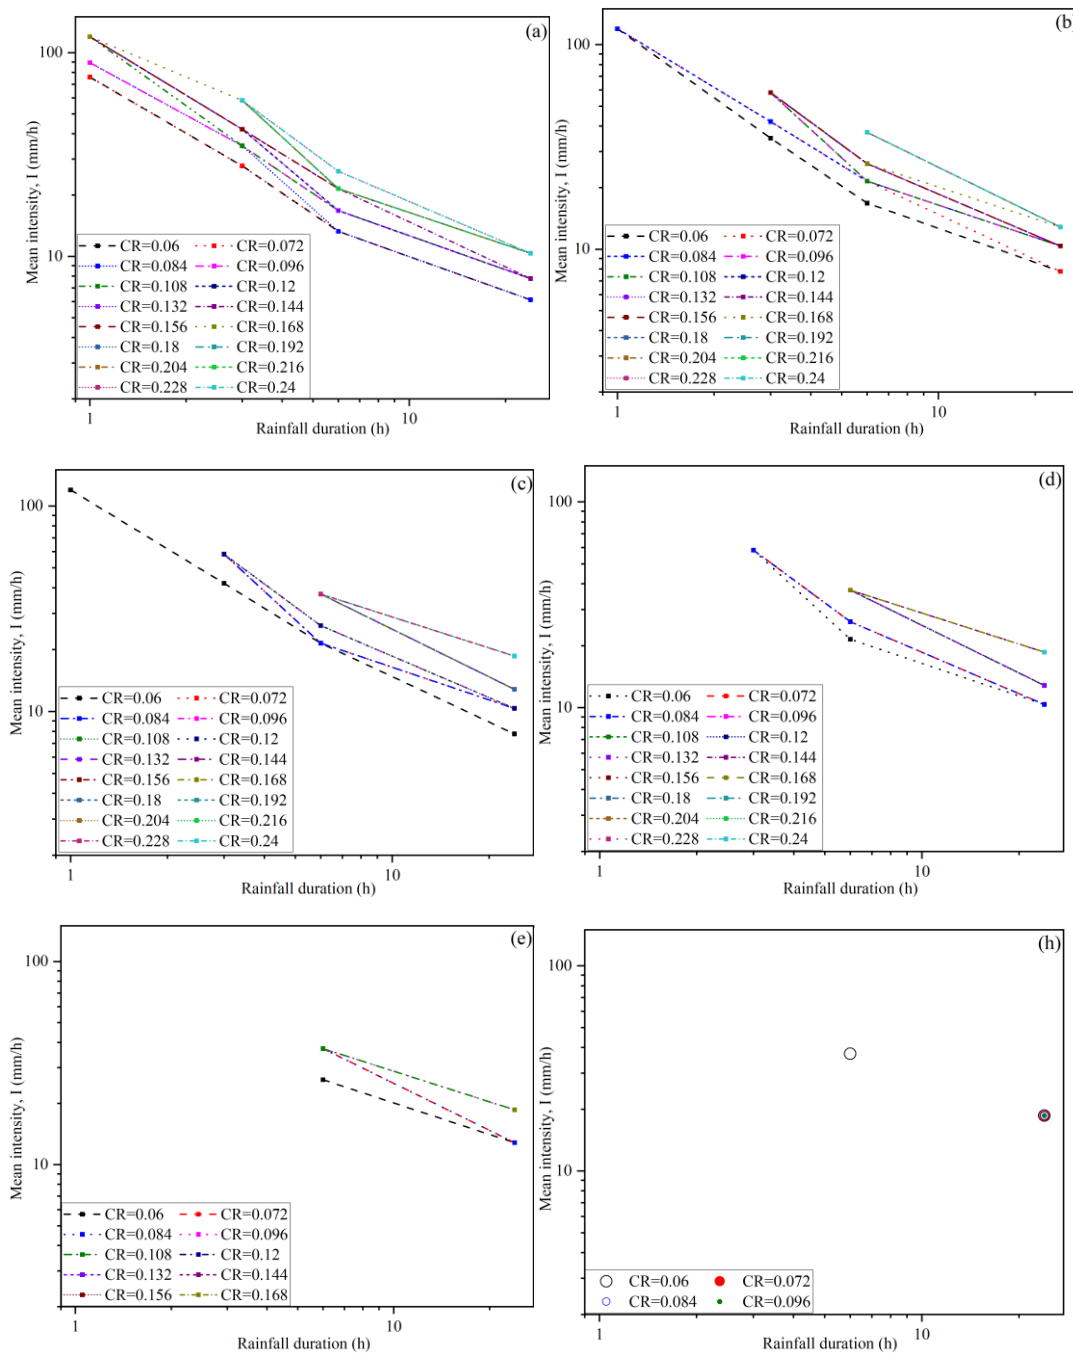 (a)
100
10
Mean intensity, I (mm/h)
CR=0.06 CR=0.072
CR=0.084 CR=0.096
CR=0.108 CR=0.12
CR=0.132 CR=0.144
CR=0.156 CR=0.168
CR=0.18 CR=0.192
CR=0.204 CR=0.216
CR=0.228 CR=0.24
1 10
Rainfall duration (h)
(b)
100
10
Mean intensity, I (mm/h)
CR=0.06 CR=0.072
CR=0.084 CR=0.096
CR=0.108 CR=0.12
CR=0.132 CR=0.144
CR=0.156 CR=0.168
CR=0.18 CR=0.192
CR=0.204 CR=0.216
CR=0.228 CR=0.24
1 10
Rainfall duration (h)
(c)
100
10
Mean intensity, I (mm/h)
CR=0.06 CR=0.072
CR=0.084 CR=0.096
CR=0.108 CR=0.12
CR=0.132 CR=0.144
CR=0.156 CR=0.168
CR=0.18 CR=0.192
CR=0.204 CR=0.216
CR=0.228 CR=0.24
1 10
Rainfall duration (h)
(d)
100
10
Mean intensity, I (mm/h)
CR=0.06 CR=0.072
CR=0.084 CR=0.096
CR=0.108 CR=0.12
CR=0.132 CR=0.144
CR=0.156 CR=0.168
CR=0.18 CR=0.192
CR=0.204 CR=0.216
CR=0.228 CR=0.24
1 10
Rainfall duration (h)
(e)
100
10
Mean intensity, I (mm/h)
CR=0.06 CR=0.072
CR=0.084 CR=0.096
CR=0.108 CR=0.12
CR=0.132 CR=0.144
CR=0.156 CR=0.168
1 10
Rainfall duration (h)
(h)
100
10
Mean intensity, I (mm/h)
CR=0.06 CR=0.072
CR=0.084 CR=0.096
1 10
Rainfall duration (h)